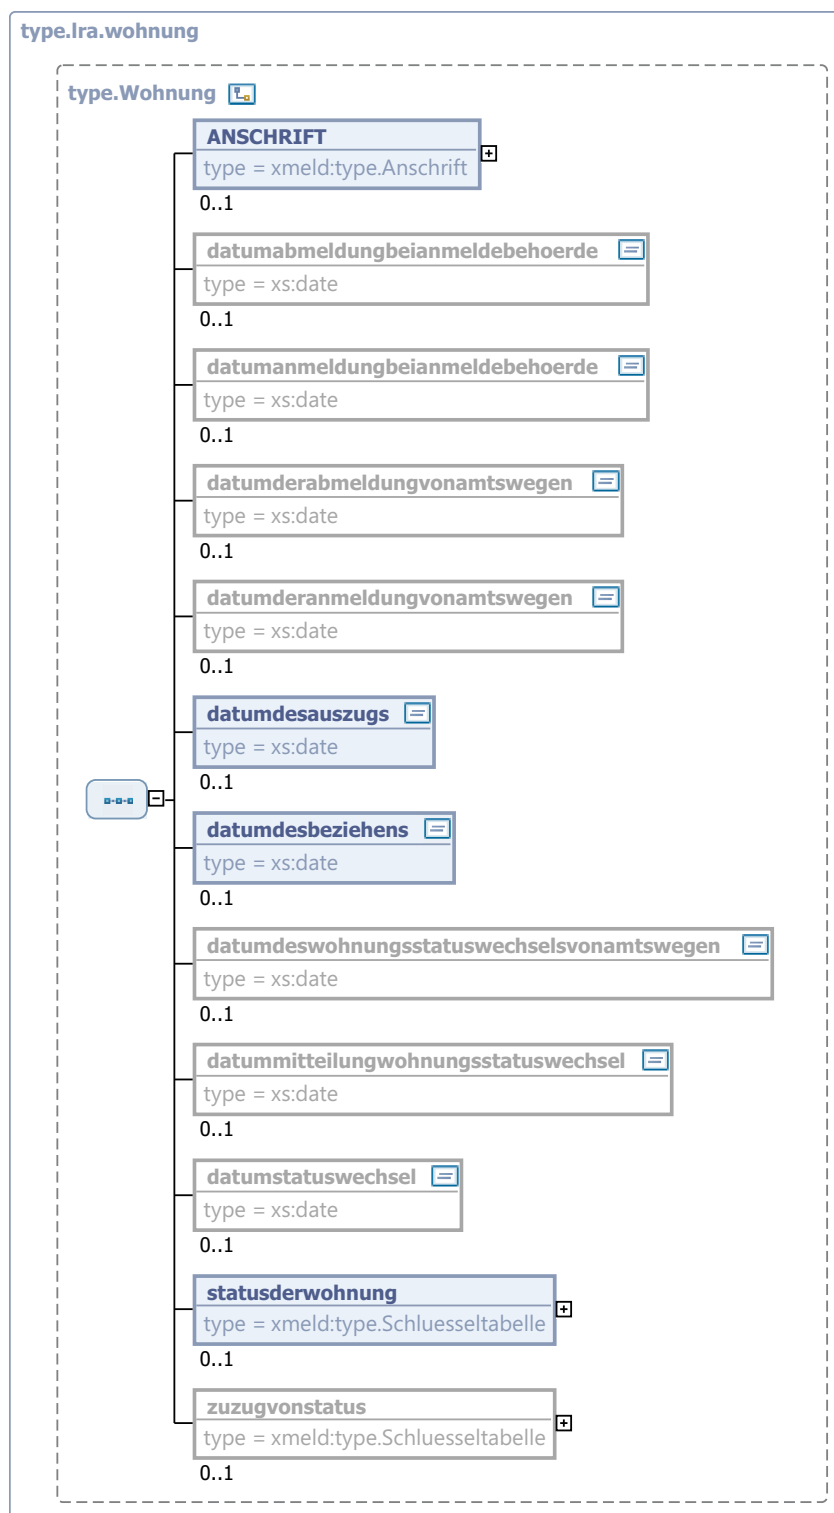 type.lra.wohnung
type.Wohnung
ANSCHRIFT
type = xmeld:type.Anschrift
0..1
datumabmeldungbeianmeldebehoerde
type = xs:date
0..1
datumanmeldungbeianmeldebehoerde
type = xs:date
0..1
datumderabmeldungvonamtswegen
type = xs:date
0..1
datumderanmeldungvonamtswegen
type = xs:date
0..1
datumdesauszugs
type = xs:date
0..1
datumdesbeziehens
type = xs:date
0..1
datumdeswohnungsstatuswechselsvonamtswegen
type = xs:date
0..1
datummitteilungwohnungsstatuswechsel
type = xs:date
0..1
datumstatuswechsel
type = xs:date
0..1
statusderwohnung
type = xmeld:type.Schluesseltabelle
0..1
zuzugvonstatus
type = xmeld:type.Schluesseltabelle
0..1